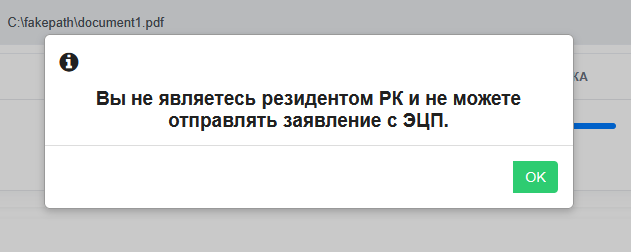 C:\fakepath\document1.pdf
Вы не являетесь резидентом РК и не можете
отправлять заявление с ЭЦП.
OK